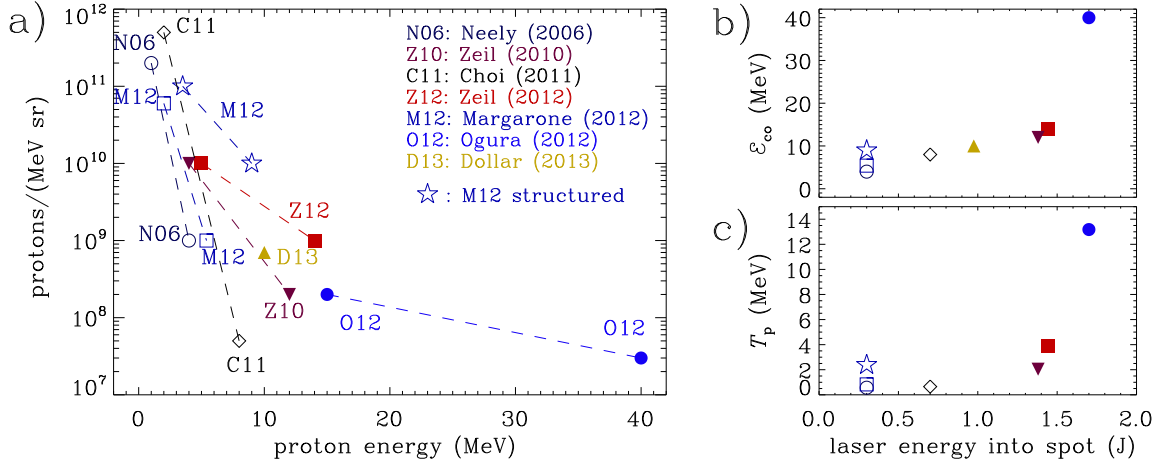 a)
10^12
10^11
10^10
10^9
10^8
10^7
protons/(MeV sr)
0
10
20
30
40
proton energy (MeV)
N06
C11
M12
M12
N06
M12
Z12
D13
Z10
C11
O12
O12
N06: Neely (2006)
Z10: Zeil (2010)
C11: Choi (2011)
Z12: Zeil (2012)
M12: Margarone (2012)
O12: Ogura (2012)
D13: Dollar (2013)
☆: M12 structured
b)
40
30
20
10
0
ℰ_co (MeV)
c)
14
12
10
8
6
4
2
0
T_p (MeV)
0.0
0.5
1.0
1.5
2.0
laser energy into spot (J)